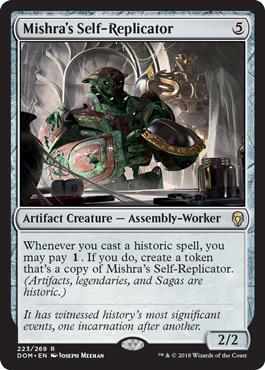 Mishra's Self-Replicator 5
Artifact Creature — Assembly-Worker
Whenever you cast a historic spell, you
may pay 1. If you do, create a token
that's a copy of Mishra's Self-Replicator.
(Artifacts, legendaries, and Sagas are
historic.)
It has witnessed history's most significant
events, one incarnation after another.
2/2
223/269 R
DOM • EN Joseph Meehan
™ & © 2018 Wizards of the Coast